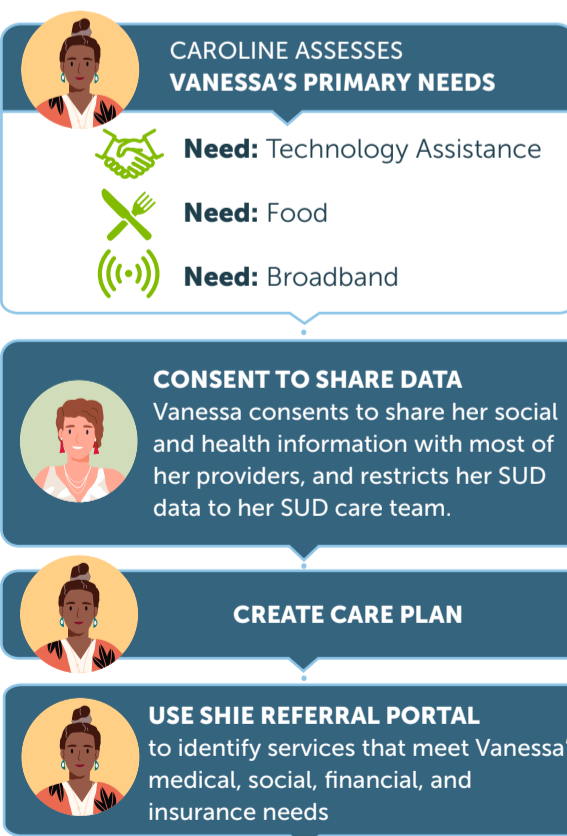 CAROLINE ASSESSES
VANESSA'S PRIMARY NEEDS
Need: Technology Assistance
Need: Food
Need: Broadband
CONSENT TO SHARE DATA
Vanessa consents to share her social
and health information with most of
her providers, and restricts her SUD
data to her SUD care team.
CREATE CARE PLAN
USE SHIE REFERRAL PORTAL
to identify services that meet Vanessa'
medical, social, financial, and
insurance needs